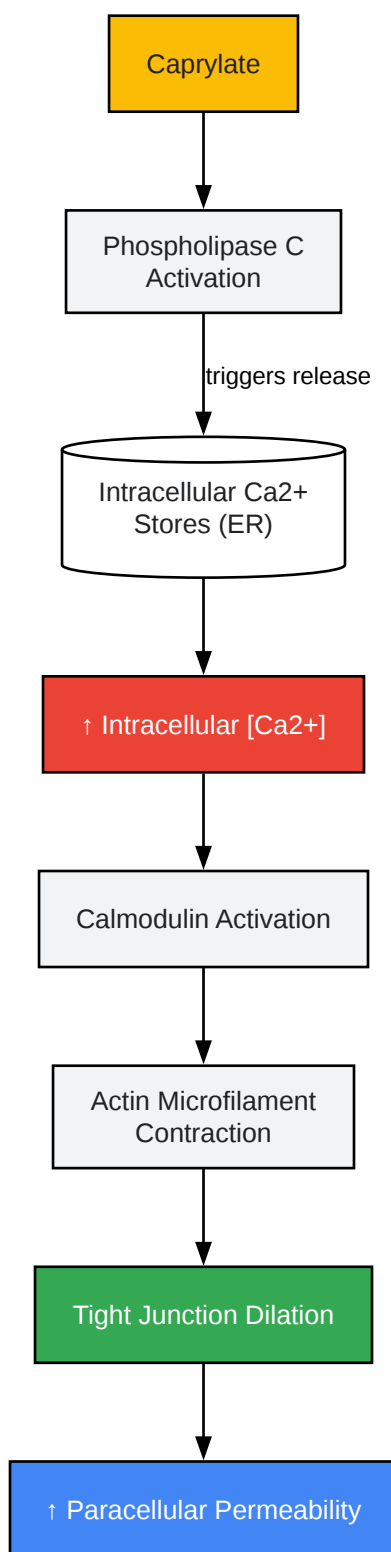 Caprylate
Phospholipase C
Activation
triggers release
Intracellular Ca2+
Stores (ER)
↑ Intracellular [Ca2+]
Calmodulin Activation
Actin Microfilament
Contraction
Tight Junction Dilation
↑ Paracellular Permeability